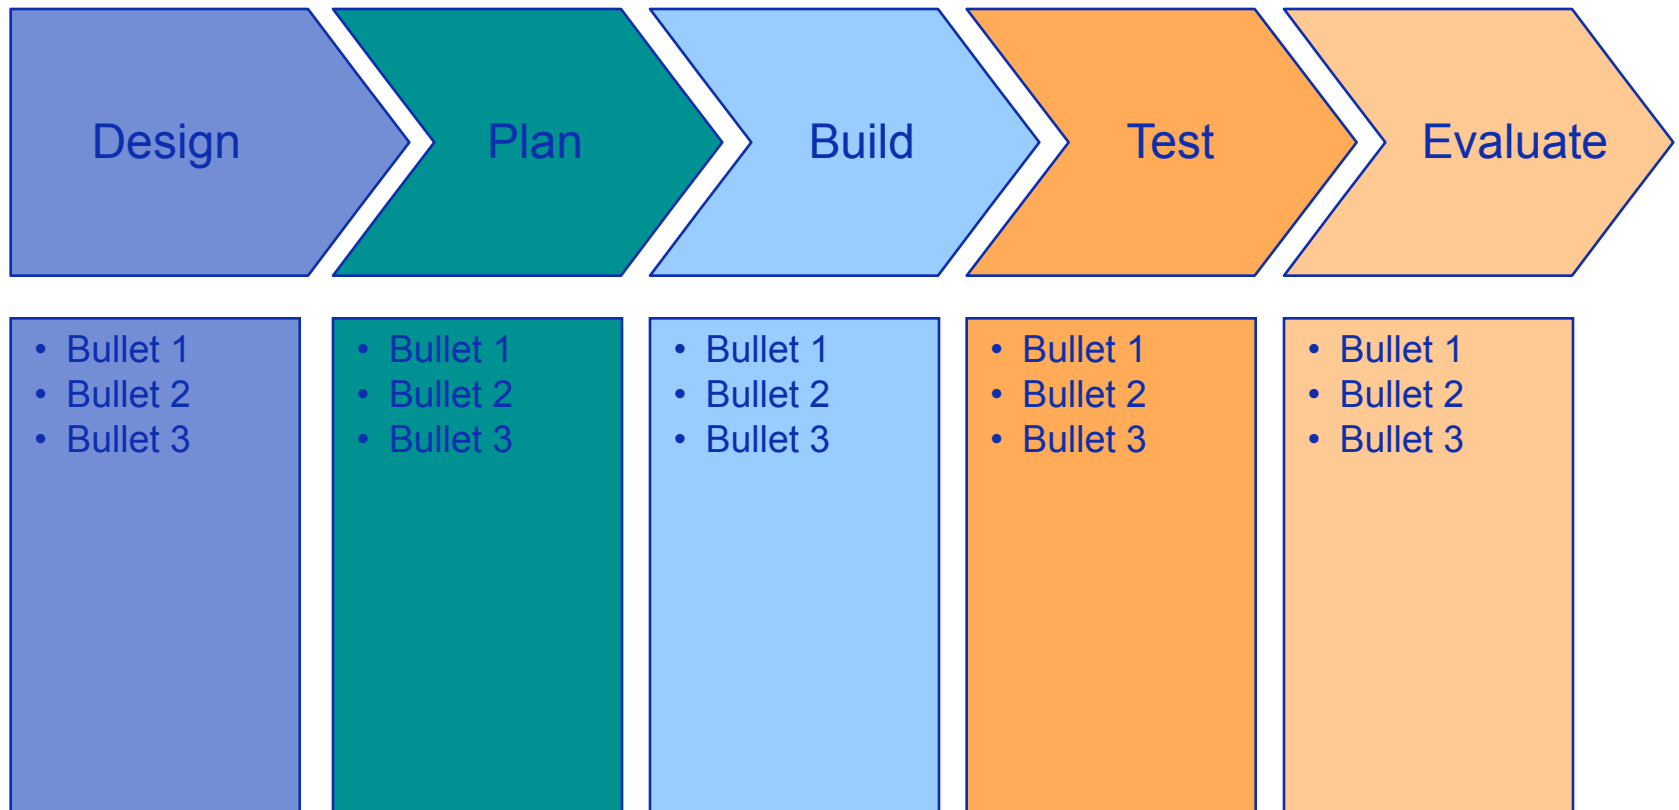 Design
Plan
Build
Test
Evaluate
• Bullet 1
• Bullet 2
• Bullet 3
• Bullet 1
• Bullet 2
• Bullet 3
• Bullet 1
• Bullet 2
• Bullet 3
• Bullet 1
• Bullet 2
• Bullet 3
• Bullet 1
• Bullet 2
• Bullet 3